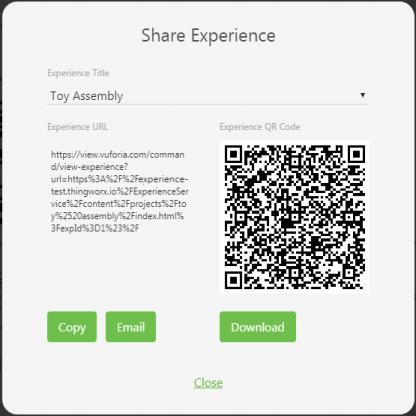 Share Experience
Experience Title
Toy Assembly
Experience URL
Experience QR Code
https://view.vuforia.com/comman
d/view-experience?
url=https%3A%2F%2Fexperience-
test.thingworx.io%2FExperienceSer
vice%2Fcontent%2Fprojects%2Fto
y%2520assembly%2Findex.html%
3FexpId%3D1%23%2F
Copy
Email
Download
Close